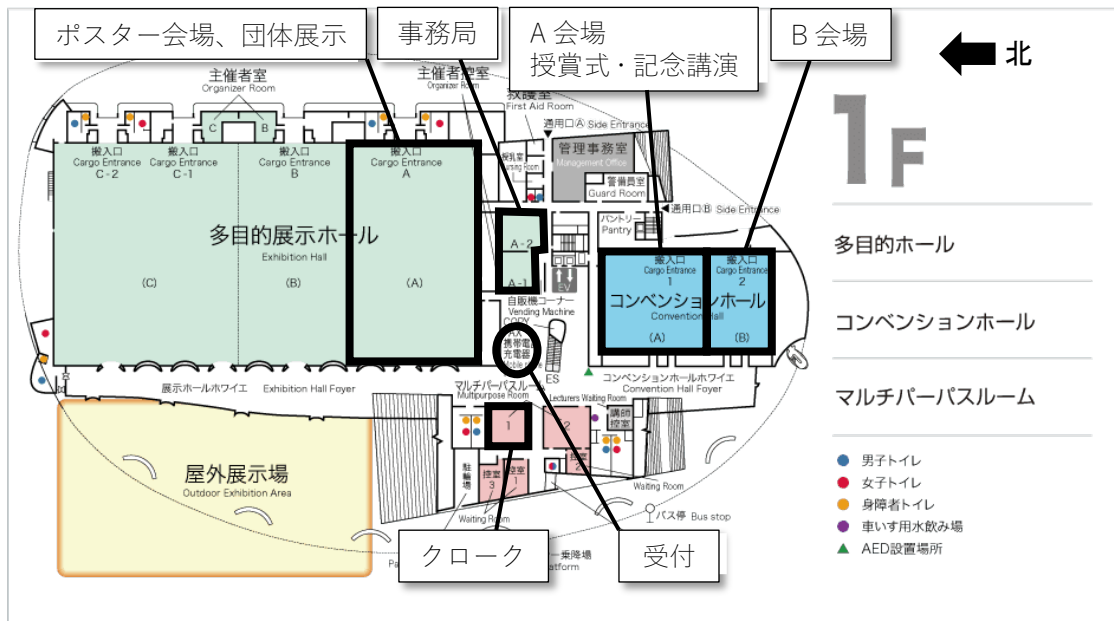 ポスター会場、団体展示
事務局
A 会場
授賞式・記念講演
B 会場
北
1F
多目的ホール
コンベンションホール
マルチパーパスルーム
男子トイレ
女子トイレ
身障者トイレ
車いす用水飲み場
AED設置場所
主催者室
Organizer Room
C
B
主催者控室
Organizer Room
救護室
First Aid Room
通用口Ⓐ Side Entrance
管理事務室
Management Office
授乳室
Nursing Room
警備員室
Guard Room
通用口Ⓑ Side Entrance
パントリー
Pantry
搬入口
Cargo Entrance
C-2
搬入口
Cargo Entrance
C-1
搬入口
Cargo Entrance
B
搬入口
Cargo Entrance
A
多目的展示ホール
Exhibition Hall
(C)
(B)
(A)
A-2
A-1
EV
搬入口
Cargo Entrance
1
搬入口
Cargo Entrance
2
コンベンションホール
Convention Hall
(A)
(B)
自販機コーナー
Vending Machine
COPY
携帯電話
充電器
ES
展示ホールホワイエ Exhibition Hall Foyer
コンベンションホールホワイエ
Convention Hall Foyer
マルチパーパスルーム
Multipurpose Room
Lecturers Waiting Room
講師
控室
1
2
控室
2
控室
3
控室
1
駐輪場
Waiting Room
Waiting Room
屋外展示場
Outdoor Exhibition Area
バス停 Bus stop
乗降場
クローク
受付